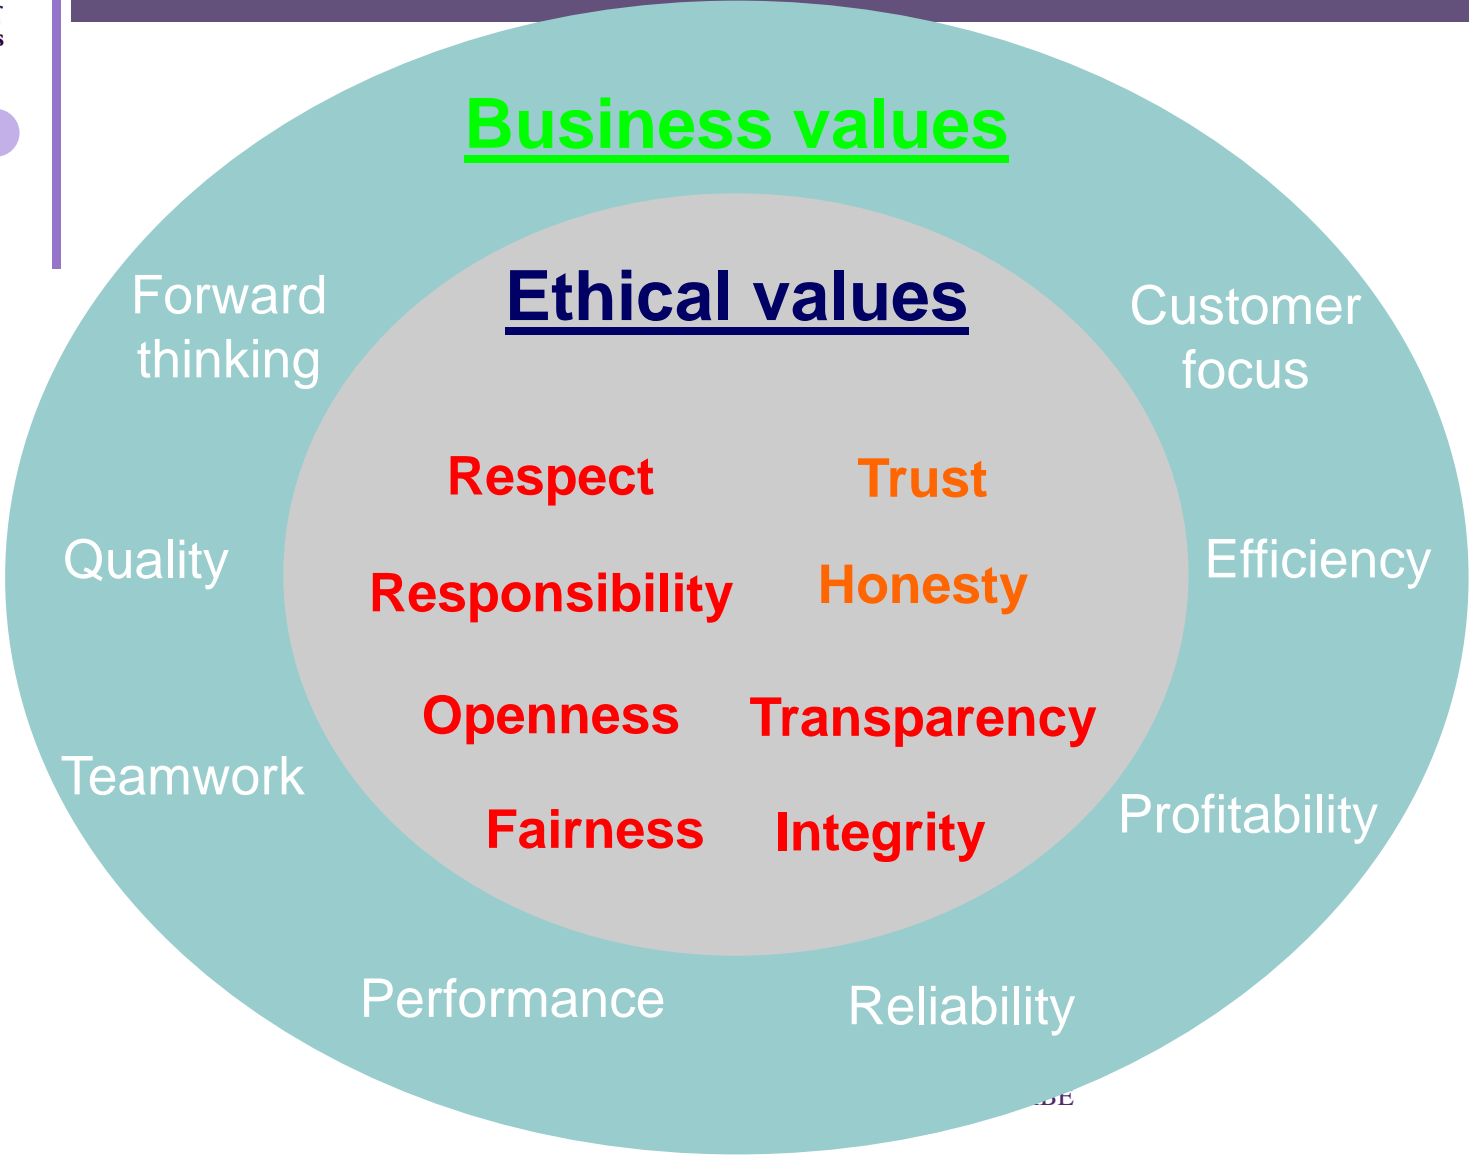 Business values
Ethical values
Forward
thinking
Customer
focus
Respect
Trust
Quality
Responsibility
Honesty
Efficiency
Openness
Transparency
Teamwork
Profitability
Fairness
Integrity
Performance
Reliability